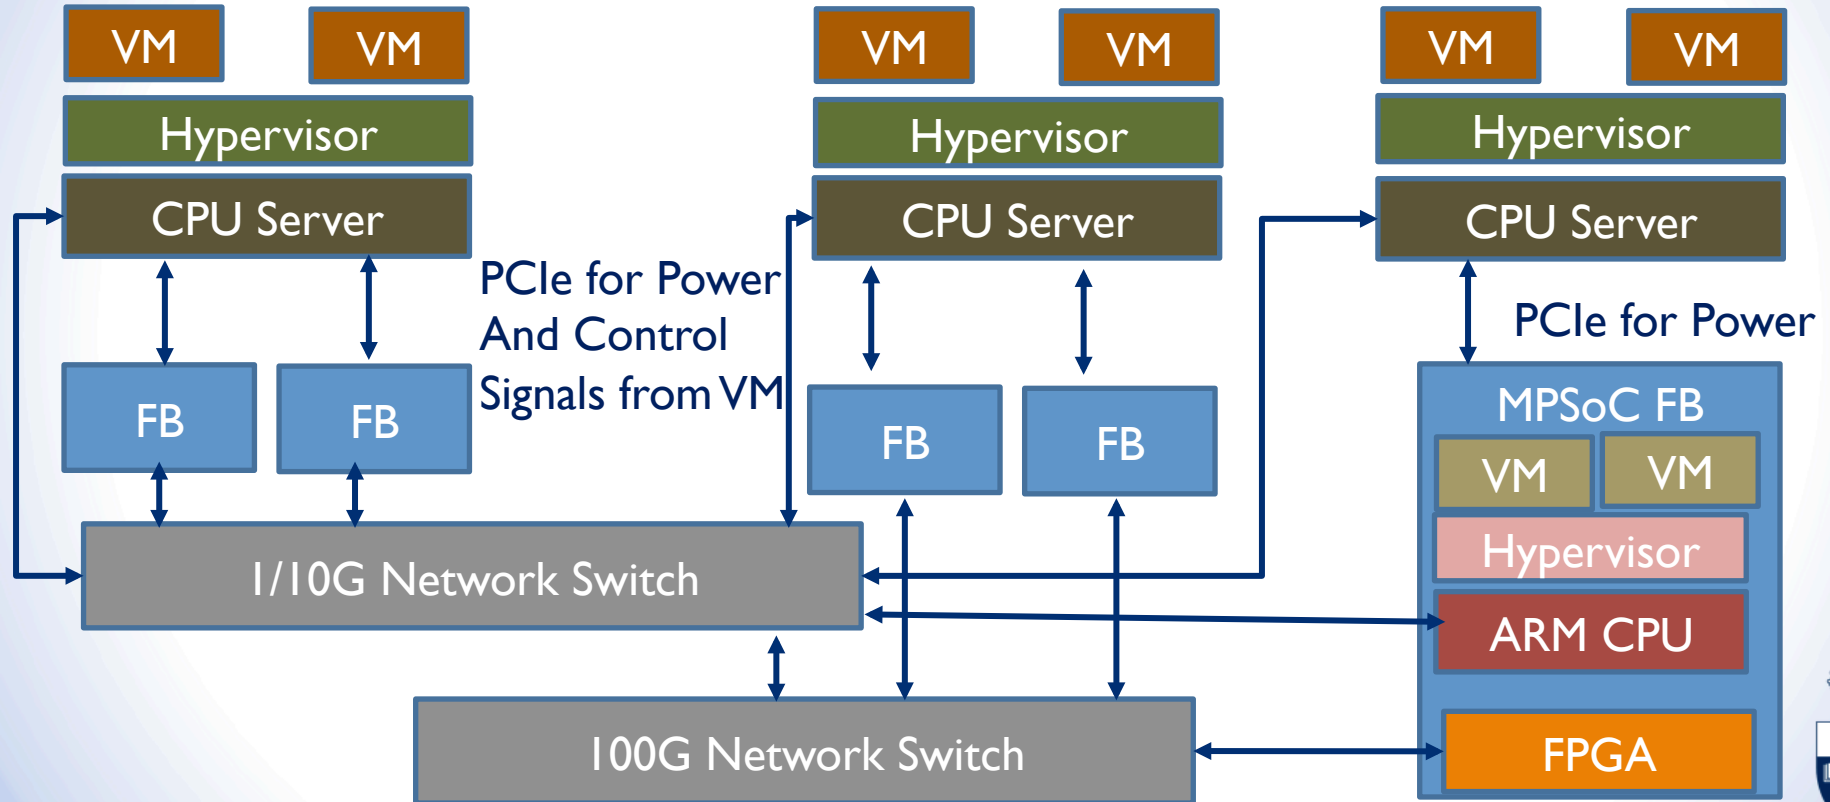 VM
VM
VM
VM
VM
VM
Hypervisor
Hypervisor
Hypervisor
CPU Server
CPU Server
CPU Server
PCIe for Power
And Control
Signals from VM
PCIe for Power
FB
FB
FB
FB
MPSoC FB
VM
VM
Hypervisor
ARM CPU
FPGA
1/10G Network Switch
100G Network Switch